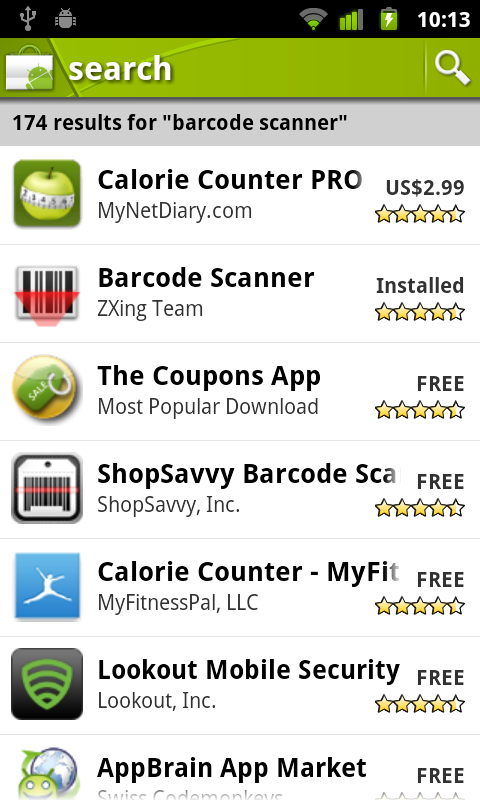 10:13
search
174 results for "barcode scanner"
Calorie Counter PRO
US$2.99
MyNetDiary.com
Barcode Scanner
Installed
ZXing Team
The Coupons App
FREE
SALE
Most Popular Download
ShopSavvy Barcode Sca
FREE
ShopSavvy, Inc.
Calorie Counter - MyFit
FREE
MyFitnessPal, LLC
Lookout Mobile Security
FREE
Lookout, Inc.
AppBrain App Market
FREE
Swiss Codemonkeys